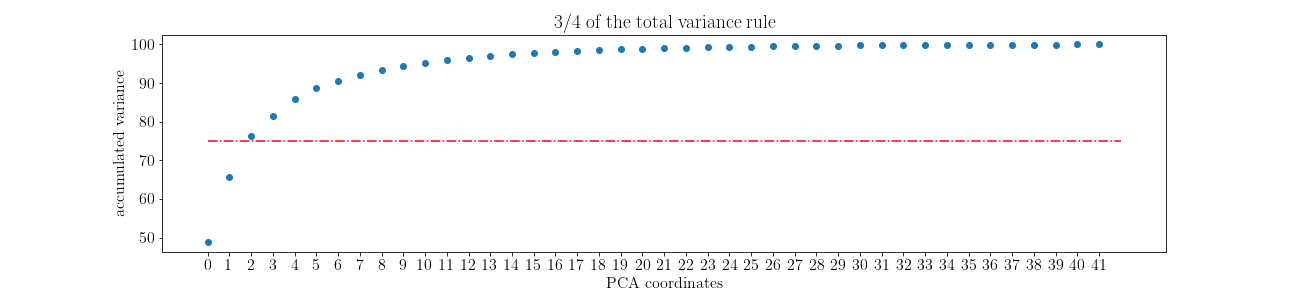 3/4 of the total variance rule
100
90
80
70
60
50
accumulated variance
0 1 2 3 4 5 6 7 8 9 10 11 12 13 14 15 16 17 18 19 20 21 22 23 24 25 26 27 28 29 30 31 32 33 34 35 36 37 38 39 40 41
PCA coordinates